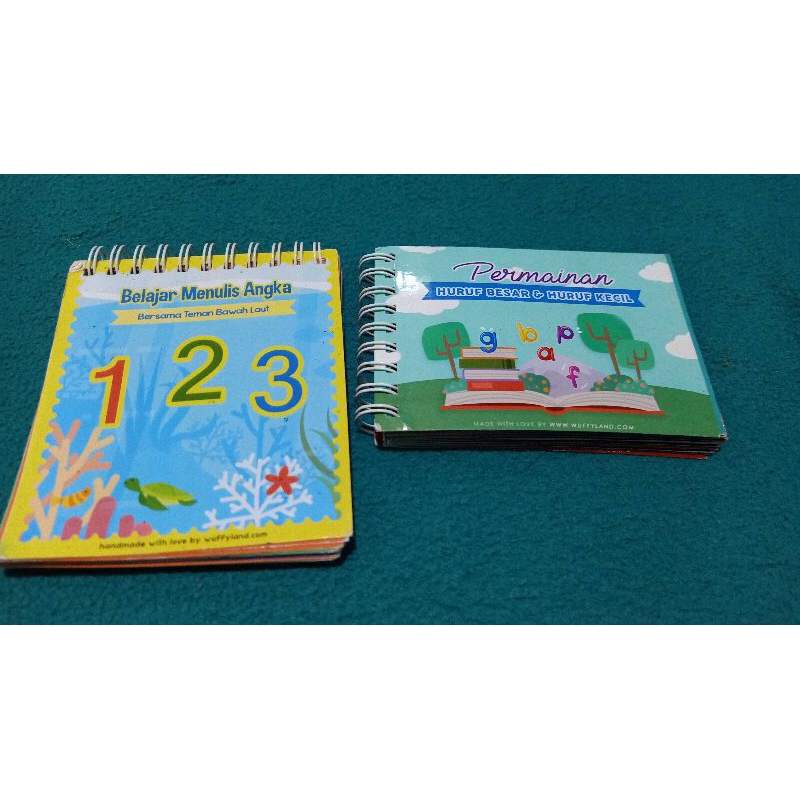 Belajar Menulis Angka
Bersama Teman Bawah Laut
1 2 3
handmade with love by wuffyland.com
Permainan
HURUF BESAR & HURUF KECIL
g b p
a
f
MADE WITH LOVE BY WWW.WUFFYLAND.COM